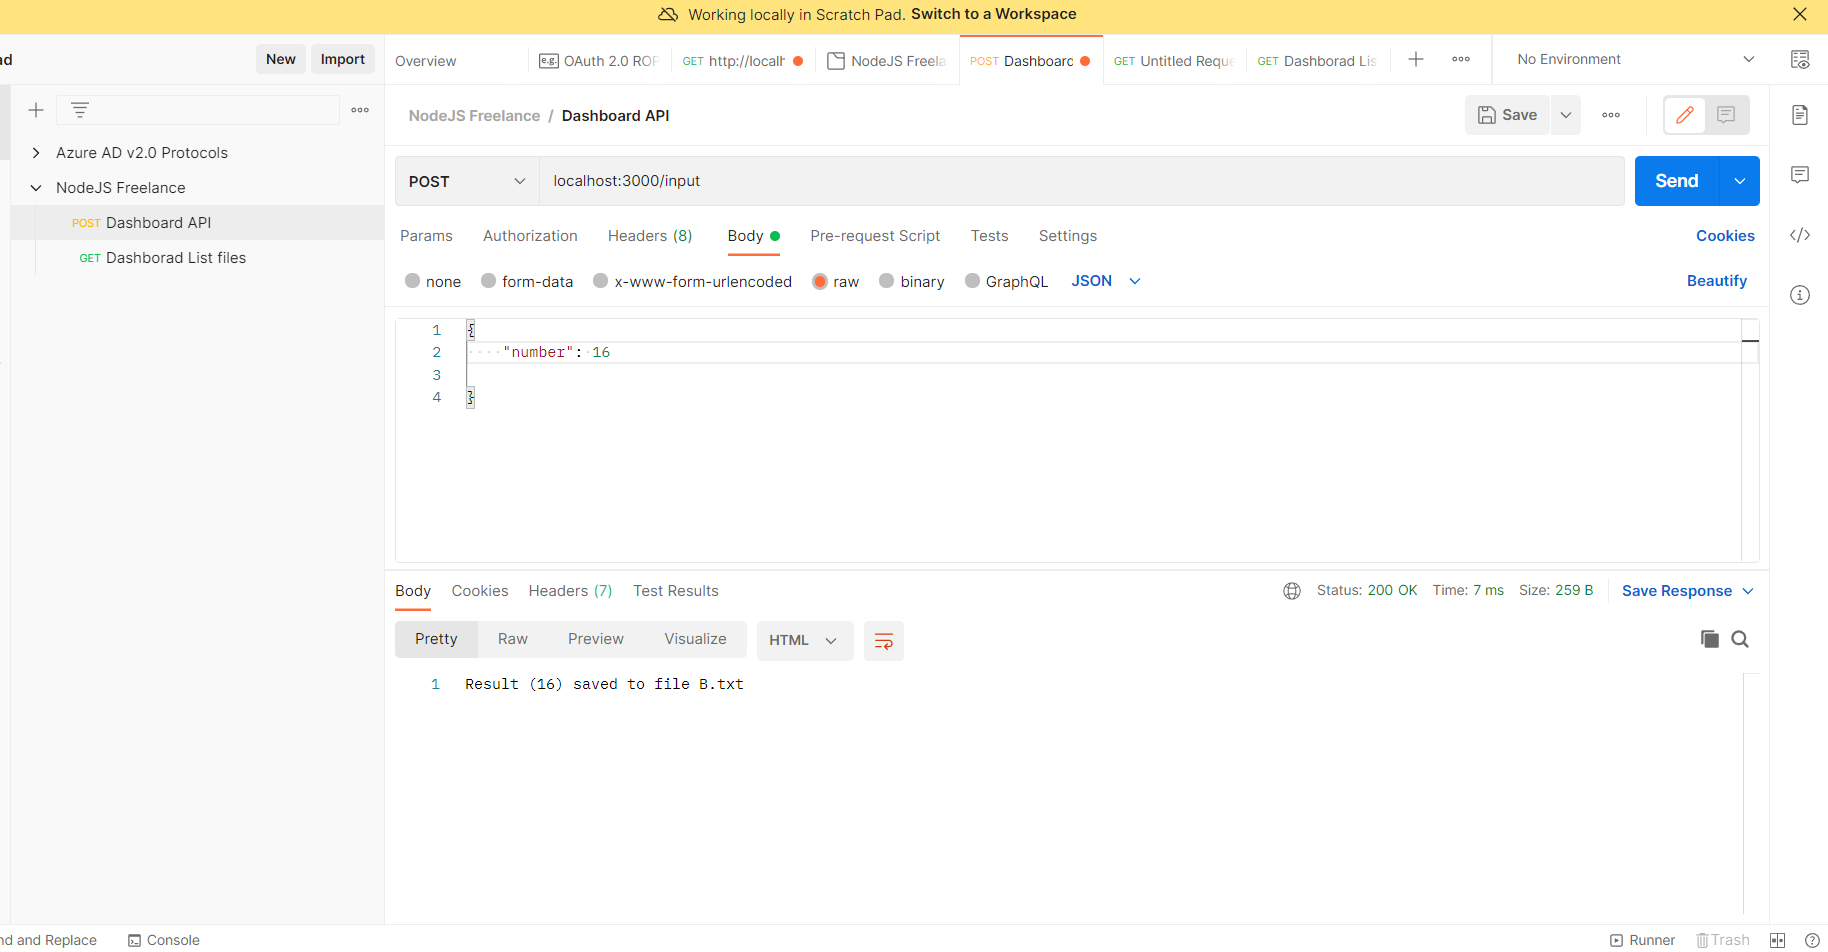 Working locally in Scratch Pad. Switch to a Workspace
ad
New
Import
Overview
e.g. OAuth 2.0 ROP
GET http://localh
NodeJS Freela
POST Dashboard
GET Untitled Reque
GET Dashborad Lis
No Environment
NodeJS Freelance / Dashboard API
Save
Azure AD v2.0 Protocols
NodeJS Freelance
POST Dashboard API
GET Dashborad List files
POST
localhost:3000/input
Send
Params
Authorization
Headers (8)
Body
Pre-request Script
Tests
Settings
Cookies
none
form-data
x-www-form-urlencoded
raw
binary
GraphQL
JSON
Beautify
1 {
2 "number": 16
3
4 }
Body
Cookies
Headers (7)
Test Results
Status: 200 OK
Time: 7 ms
Size: 259 B
Save Response
Pretty
Raw
Preview
Visualize
HTML
1 Result (16) saved to file B.txt
nd and Replace
Console
Runner
Trash